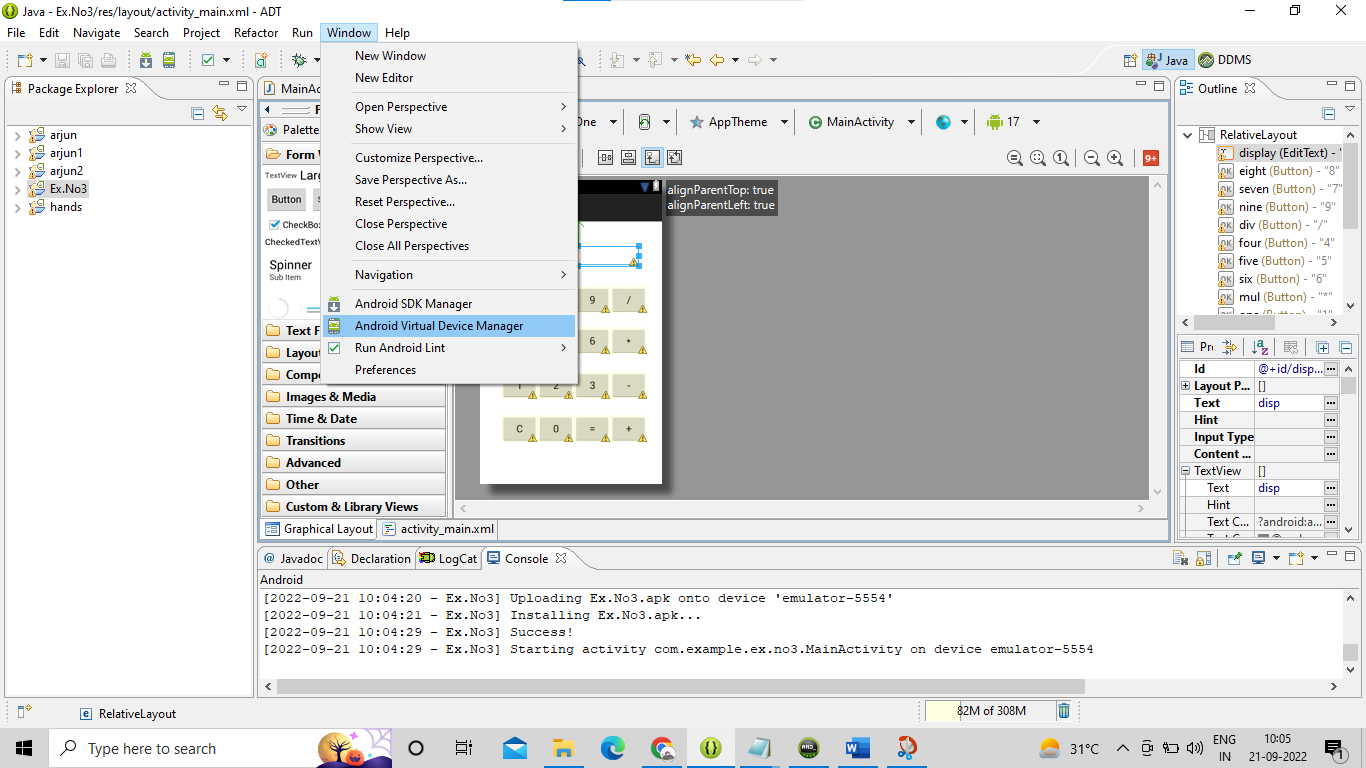 Java - Ex.No3/res/layout/activity_main.xml - ADT
File Edit Navigate Search Project Refactor Run Window Help
New Window
New Editor
Open Perspective
Show View
Customize Perspective...
Save Perspective As...
Reset Perspective...
Close Perspective
Close All Perspectives
Navigation
Android SDK Manager
Android Virtual Device Manager
Run Android Lint
Preferences
Java DDMS
Package Explorer
arjun
arjun1
arjun2
Ex.No3
hands
One AppTheme MainActivity 17
Palette
TextView
Button
CheckBox
Spinner
Sub Item
Images & Media
Time & Date
Transitions
Advanced
Other
Custom & Library Views
9+
alignParentTop: true
alignParentLeft: true
9 /
6 *
1 2 3 -
C 0 = +
Graphical Layout activity_main.xml
Outline
RelativeLayout
display (EditText) - "
eight (Button) - "8"
seven (Button) - "7"
nine (Button) - "9"
div (Button) - "/"
four (Button) - "4"
five (Button) - "5"
six (Button) - "6"
mul (Button) - "*"
Id @+id/disp...
Layout P... []
Text disp
Hint
Input Type
Content ...
TextView []
Text disp
Hint
Text C... ?android:a...
@ Javadoc Declaration LogCat Console
Android
[2022-09-21 10:04:20 - Ex.No3] Uploading Ex.No3.apk onto device 'emulator-5554'
[2022-09-21 10:04:21 - Ex.No3] Installing Ex.No3.apk...
[2022-09-21 10:04:29 - Ex.No3] Success!
[2022-09-21 10:04:29 - Ex.No3] Starting activity com.example.ex.no3.MainActivity on device emulator-5554
RelativeLayout
82M of 308M
Type here to search
31°C
ENG
IN
10:05
21-09-2022
1